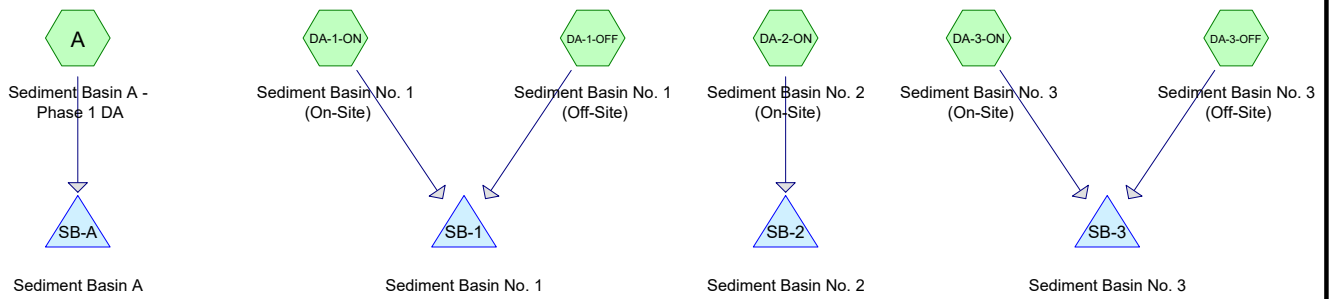 A
DA-1-ON
DA-1-OFF
DA-2-ON
DA-3-ON
DA-3-OFF
Sediment Basin A -
Phase 1 DA
Sediment Basin No. 1
(On-Site)
Sediment Basin No. 1
(Off-Site)
Sediment Basin No. 2
(On-Site)
Sediment Basin No. 3
(On-Site)
Sediment Basin No. 3
(Off-Site)
SB-A
SB-1
SB-2
SB-3
Sediment Basin A
Sediment Basin No. 1
Sediment Basin No. 2
Sediment Basin No. 3